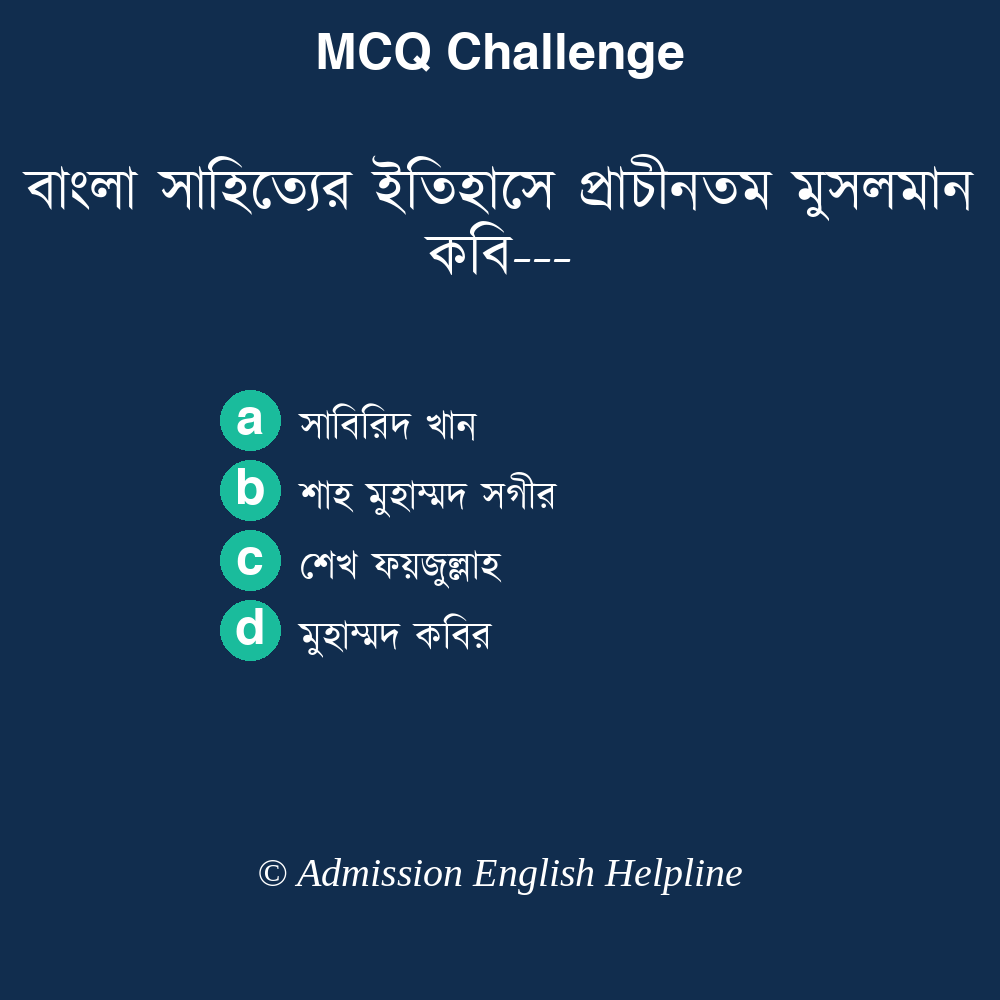 MCQ Challenge
বাংলা সাহিত্যের ইতিহাসে প্রাচীনতম মুসলমান
কবি---
a সাবিরিদ খান
b শাহ মুহাম্মদ সগীর
c শেখ ফয়জুল্লাহ
d মুহাম্মদ কবির
© Admission English Helpline